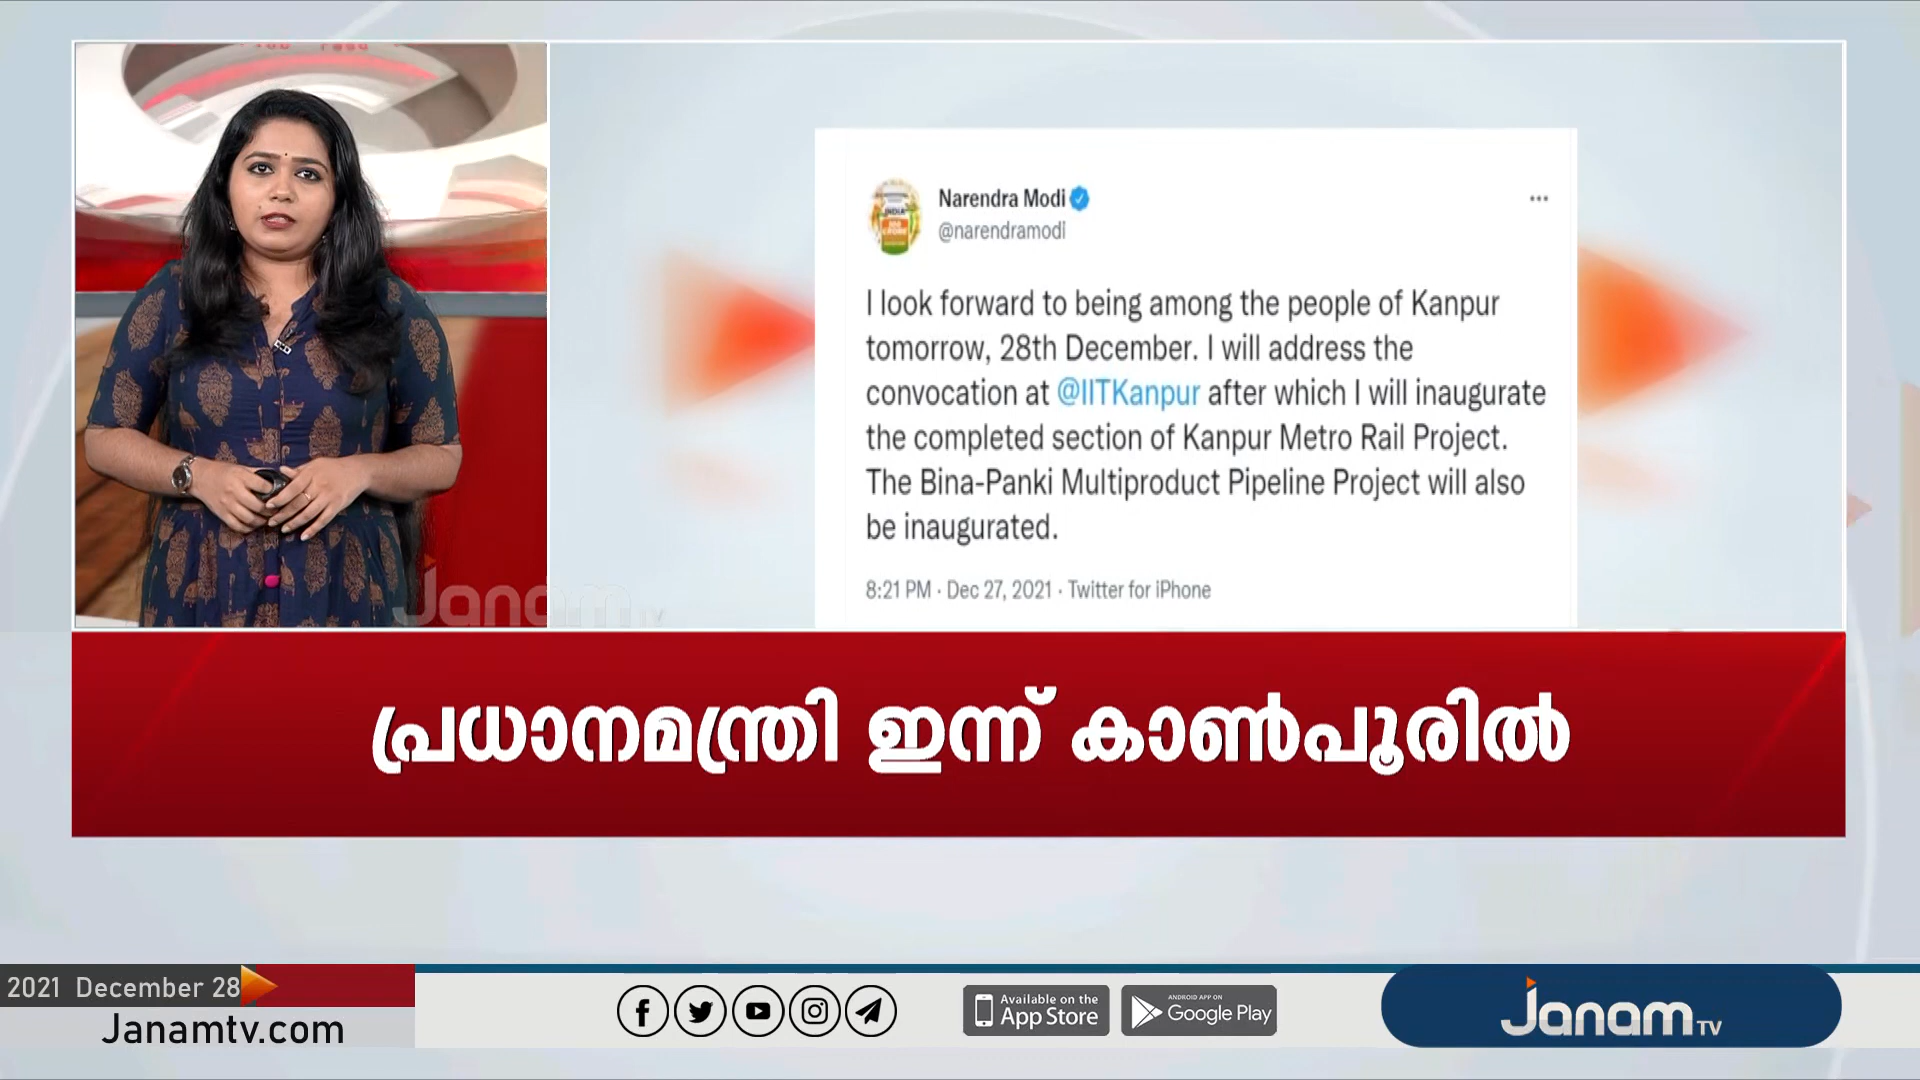 Narendra Modi
@narendramodi
I look forward to being among the people of Kanpur
tomorrow, 28th December. I will address the
convocation at @IITKanpur after which I will inaugurate
the completed section of Kanpur Metro Rail Project.
The Bina-Panki Multiproduct Pipeline Project will also
be inaugurated.
8:21 PM · Dec 27, 2021 · Twitter for iPhone
Janam TV
പ്രധാനമന്ത്രി ഇന്ന് കാൺപൂരിൽ
2021 December 28
Janamtv.com
Available on the
App Store
ANDROID APP ON
Google Play
Janam TV